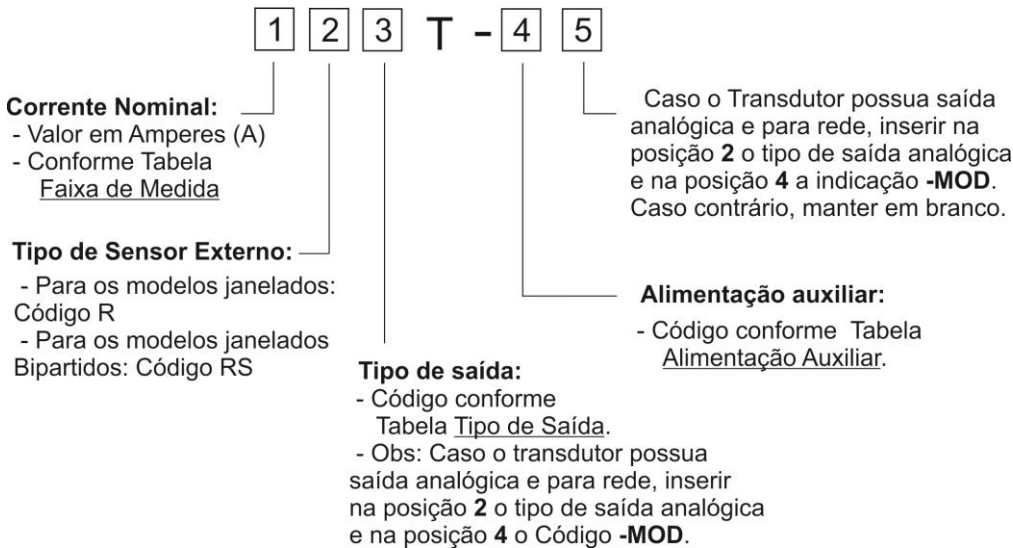 1 2 3 T - 4 5
Corrente Nominal:
- Valor em Amperes (A)
- Conforme Tabela
Faixa de Medida
Tipo de Sensor Externo:
- Para os modelos janelados:
Código R
- Para os modelos janelados
Bipartidos: Código RS
Tipo de saída:
- Código conforme
Tabela Tipo de Saída.
- Obs: Caso o transdutor possua
saída analógica e para rede, inserir
na posição 2 o tipo de saída analógica
e na posição 4 o Código -MOD.
Caso o Transdutor possua saída
analógica e para rede, inserir na
posição 2 o tipo de saída analógica
e na posição 4 a indicação -MOD.
Caso contrário, manter em branco.
Alimentação auxiliar:
- Código conforme Tabela
Alimentação Auxiliar.